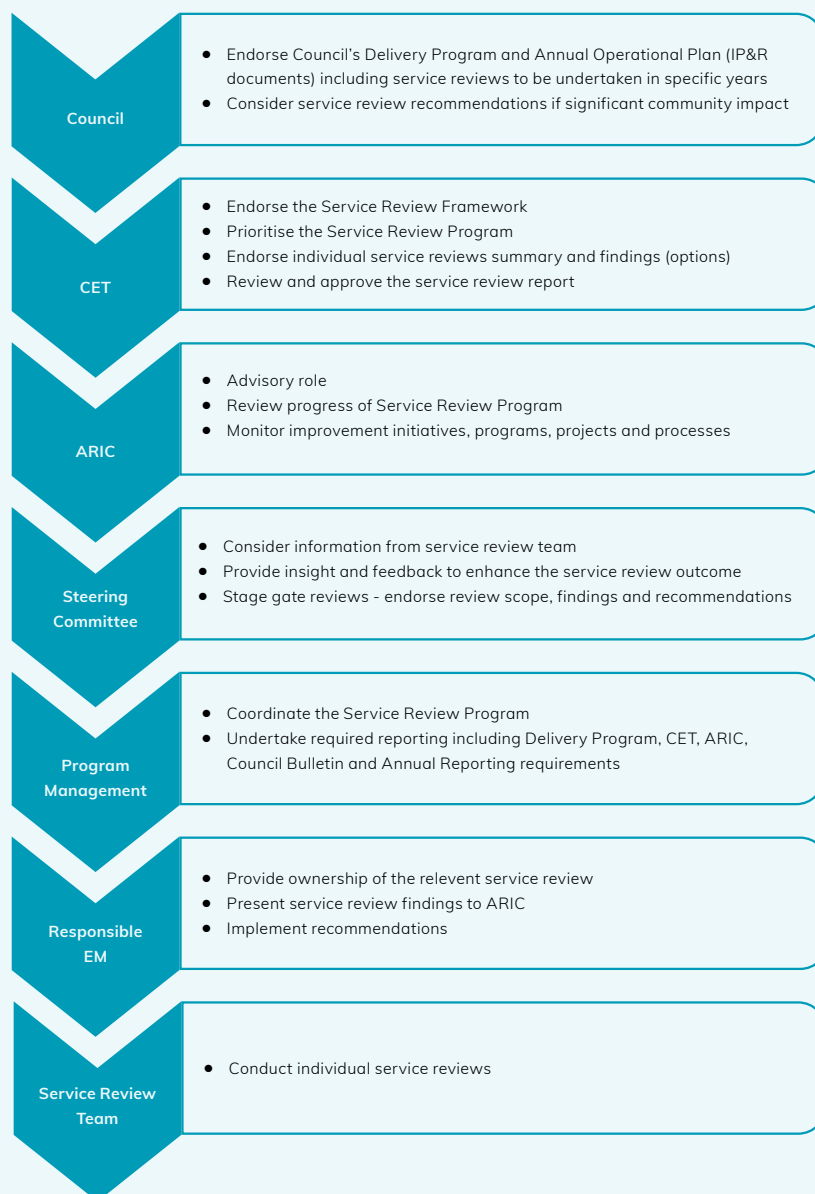 Council
● Endorse Council’s Delivery Program and Annual Operational Plan (IP&R
documents) including service reviews to be undertaken in specific years
● Consider service review recommendations if significant community impact
CET
● Endorse the Service Review Framework
● Prioritise the Service Review Program
● Endorse individual service reviews summary and findings (options)
● Review and approve the service review report
ARIC
● Advisory role
● Review progress of Service Review Program
● Monitor improvement initiatives, programs, projects and processes
Steering
Committee
● Consider information from service review team
● Provide insight and feedback to enhance the service review outcome
● Stage gate reviews - endorse review scope, findings and recommendations
Program
Management
● Coordinate the Service Review Program
● Undertake required reporting including Delivery Program, CET, ARIC,
Council Bulletin and Annual Reporting requirements
Responsible
EM
● Provide ownership of the relevent service review
● Present service review findings to ARIC
● Implement recommendations
Service Review
Team
● Conduct individual service reviews